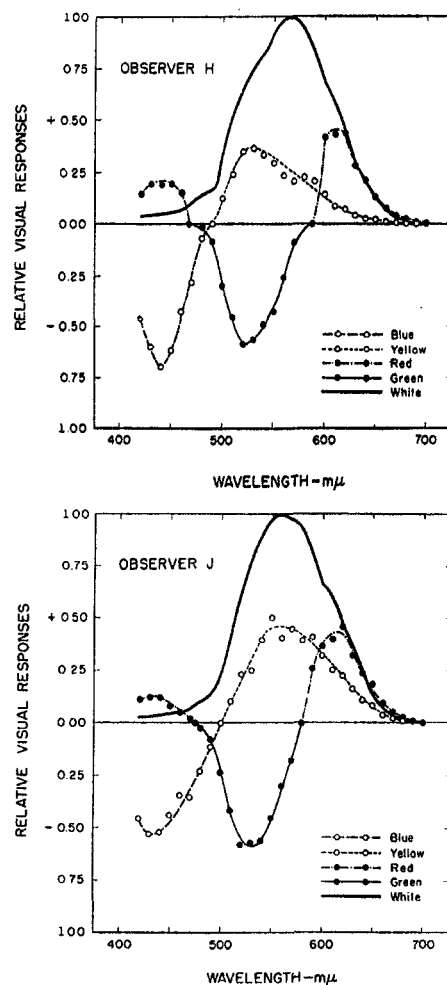 OBSERVER H
RELATIVE VISUAL RESPONSES
1.00
0.75
+ 0.50
0.25
0.00
0.25
- 0.50
0.75
1.00
Blue
Yellow
Red
Green
White
400
500
600
700
WAVELENGTH-mμ
OBSERVER J
RELATIVE VISUAL RESPONSES
1.00
0.75
+ 0.50
0.25
0.00
0.25
- 0.50
0.75
1.00
Blue
Yellow
Red
Green
White
400
500
600
700
WAVELENGTH-mμ